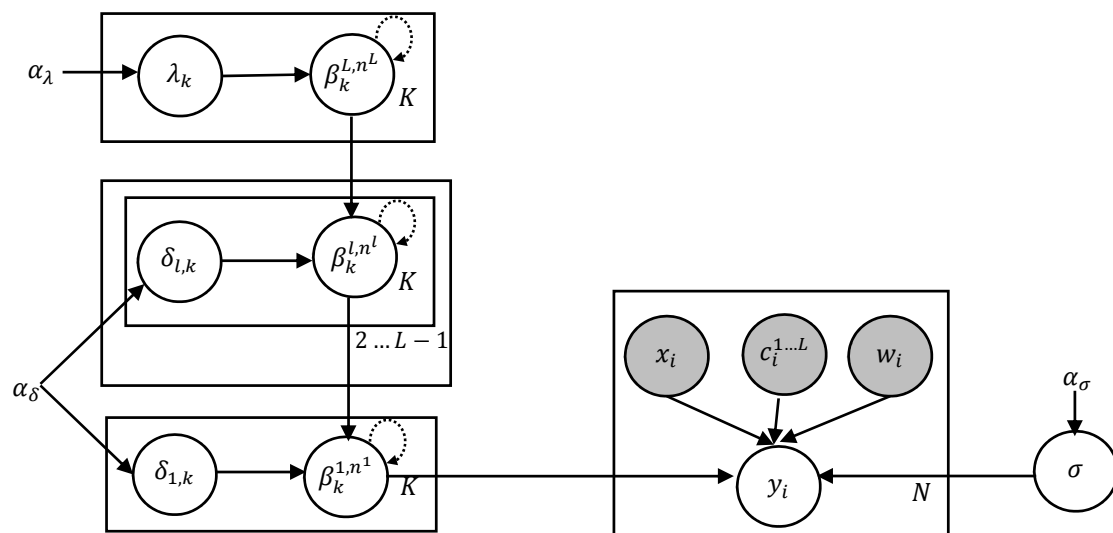 α_λ
λ_k
β_k^{L,n^L}
K
δ_{l,k}
β_k^{l,n^l}
K
2 … L − 1
α_δ
δ_{1,k}
β_k^{1,n^1}
K
x_i
c_i^{1…L}
w_i
y_i
N
α_σ
σ